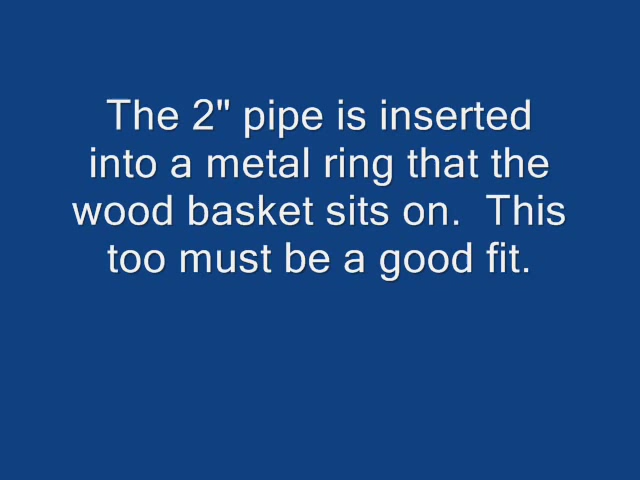 The 2" pipe is inserted
into a metal ring that the
wood basket sits on.  This
too must be a good fit.